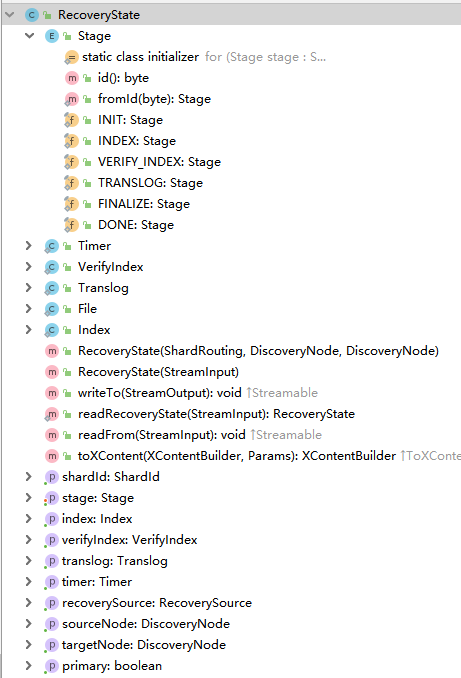 RecoveryState
Stage
static class initializer for (Stage stage : S...
id(): byte
fromId(byte): Stage
INIT: Stage
INDEX: Stage
VERIFY_INDEX: Stage
TRANSLOG: Stage
FINALIZE: Stage
DONE: Stage
Timer
VerifyIndex
Translog
File
Index
RecoveryState(ShardRouting, DiscoveryNode, DiscoveryNode)
RecoveryState(StreamInput)
writeTo(StreamOutput): void ↑Streamable
readRecoveryState(StreamInput): RecoveryState
readFrom(StreamInput): void ↑Streamable
toXContent(XContentBuilder, Params): XContentBuilder ↑ToXConte
shardId: ShardId
stage: Stage
index: Index
verifyIndex: VerifyIndex
translog: Translog
timer: Timer
recoverySource: RecoverySource
sourceNode: DiscoveryNode
targetNode: DiscoveryNode
primary: boolean